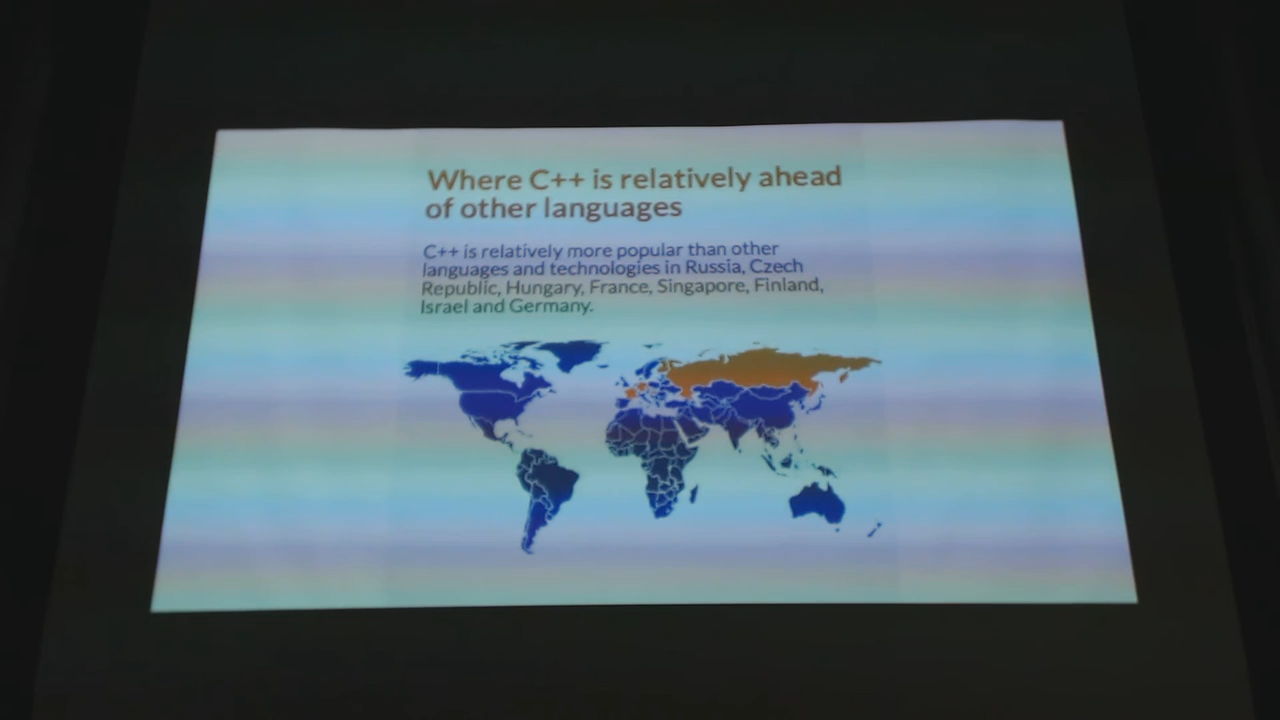 Where C++ is relatively ahead
of other languages
C++ is relatively more popular than other
languages and technologies in Russia, Czech
Republic, Hungary, France, Singapore, Finland,
Israel and Germany.